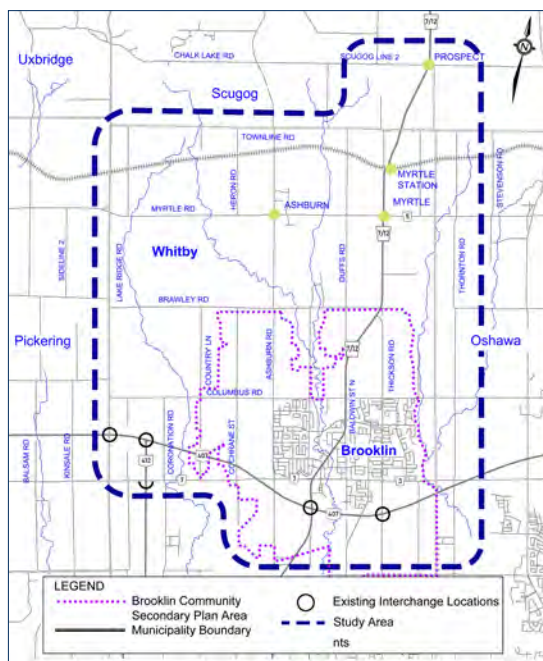 7/12
N
CHALK LAKE RD
SCUGOG LINE 2
PROSPECT
Uxbridge
Scugog
TOWNLINE RD
HERON RD
MYRTLE STATION
STEVENSON RD
MYRTLE RD
ASHBURN
MYRTLE
5
7/12
SIDELINE 2
LAKE RIDGE RD
Whitby
DUFFS RD
THORNTON RD
BRAWLEY RD
Pickering
COUNTRY LN
ASHBURN RD
7/12
THICKSON RD
Oshawa
COLUMBUS RD
BALDWIN ST N
CORONATION RD
COCHRANE ST
Brooklin
BALSAM RD
KINSALE RD
412
407
7
3
407
LEGEND
Brooklin Community
Secondary Plan Area
Municipality Boundary
Existing Interchange Locations
Study Area
nts